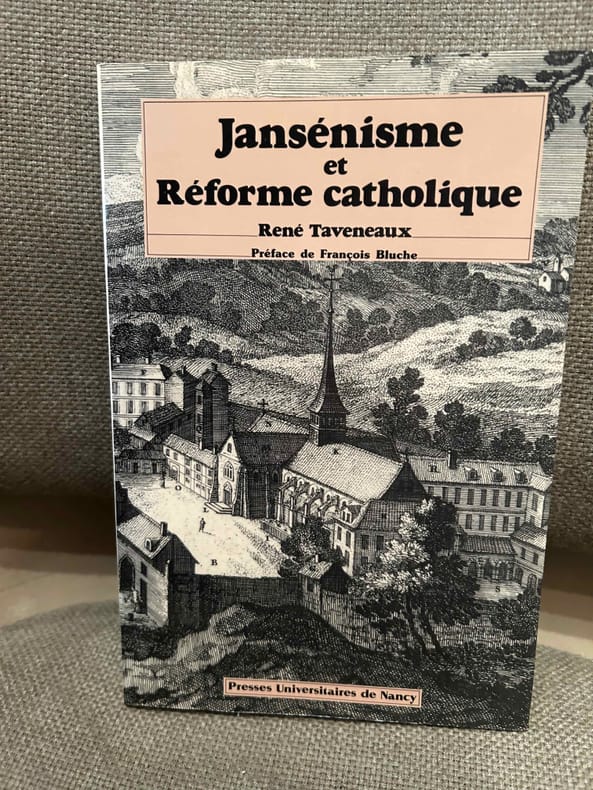 Jansénisme
et
Réforme catholique
René Taveneaux
Préface de François Bluche
B
S
Presses Universitaires de Nancy